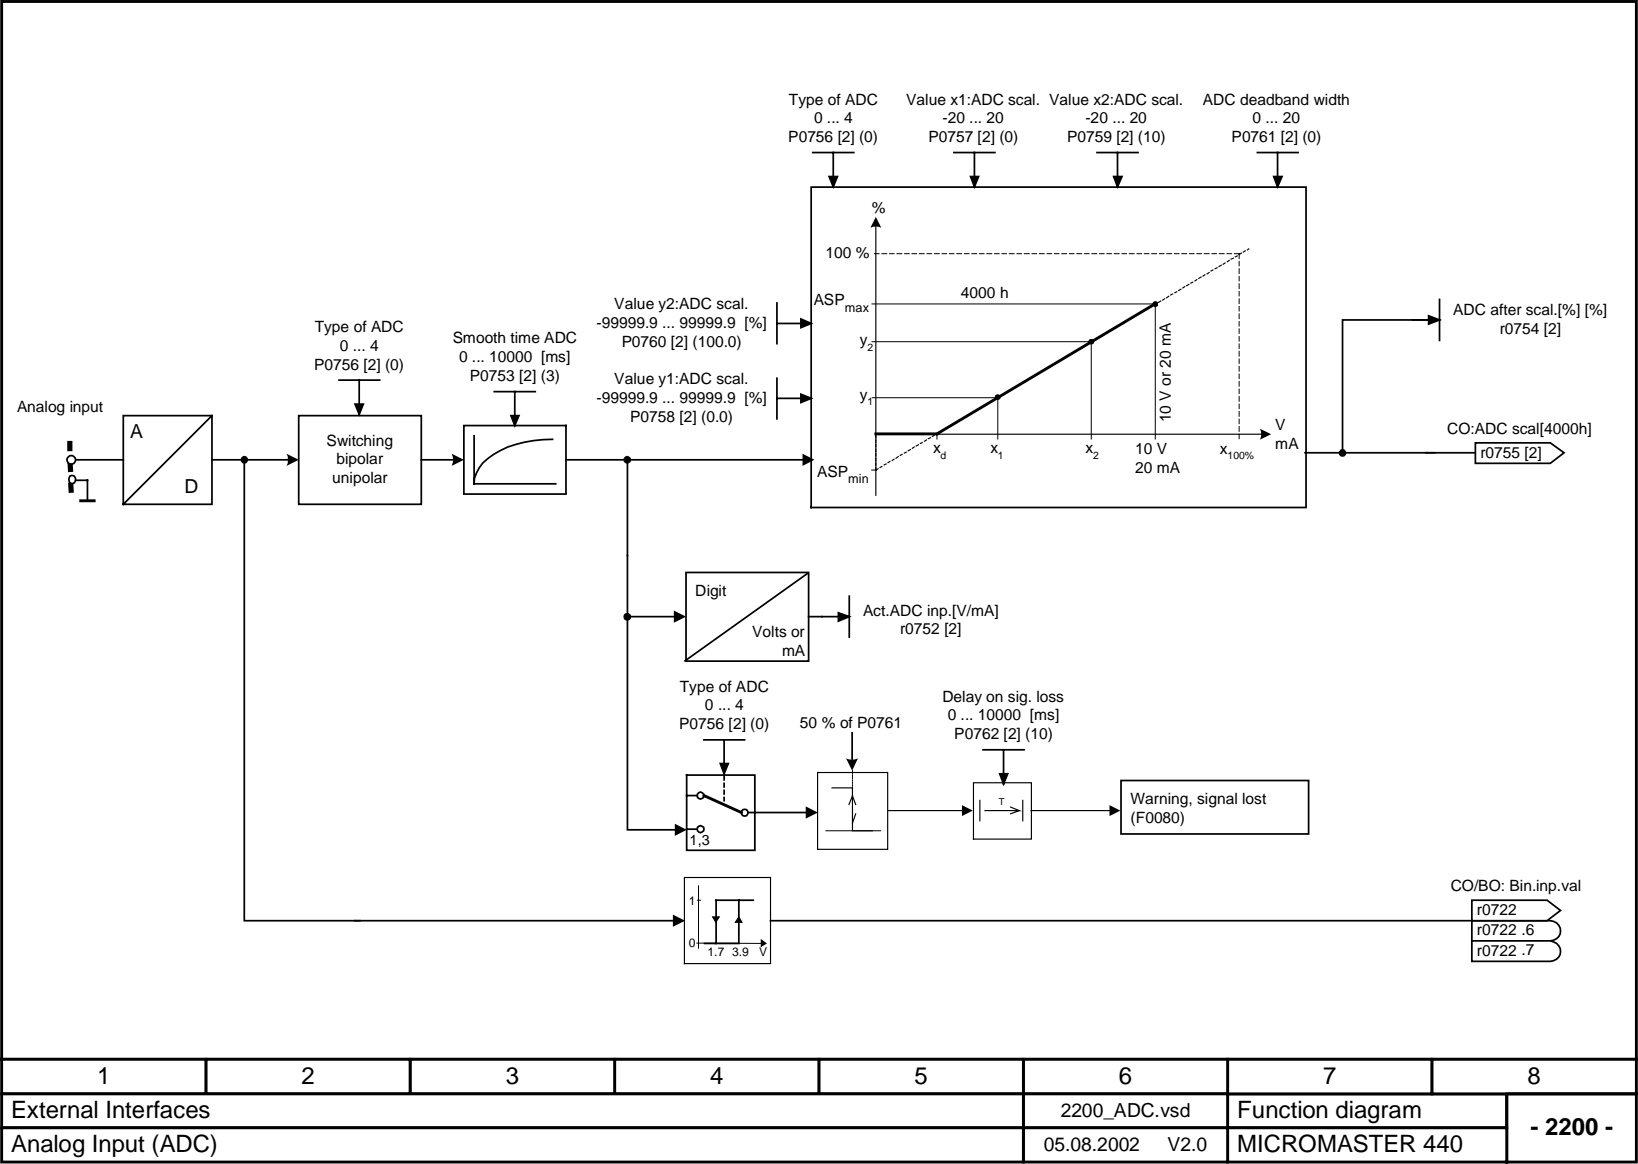 Type of ADC
0 ... 4
P0756 [2] (0)
Value x1:ADC scal.
-20 ... 20
P0757 [2] (0)
Value x2:ADC scal.
-20 ... 20
P0759 [2] (10)
ADC deadband width
0 ... 20
P0761 [2] (0)
%
100 %
ASPmax
4000 h
y2
y1
ASPmin
xd
x1
x2
10 V
20 mA
10 V or 20 mA
x100%
V
mA
Value y2:ADC scal.
-99999.9 ... 99999.9 [%]
P0760 [2] (100.0)
Value y1:ADC scal.
-99999.9 ... 99999.9 [%]
P0758 [2] (0.0)
Type of ADC
0 ... 4
P0756 [2] (0)
Smooth time ADC
0 ... 10000 [ms]
P0753 [2] (3)
Analog input
A
D
Switching
bipolar
unipolar
ADC after scal.[%] [%]
r0754 [2]
CO:ADC scal[4000h]
r0755 [2]
Digit
Volts or
mA
Act.ADC inp.[V/mA]
r0752 [2]
Type of ADC
0 ... 4
P0756 [2] (0)
1,3
50 % of P0761
Delay on sig. loss
0 ... 10000 [ms]
P0762 [2] (10)
T
Warning, signal lost
(F0080)
1
0
1.7 3.9 V
CO/BO: Bin.inp.val
r0722
r0722 .6
r0722 .7
1 2 3 4 5 6 7 8
External Interfaces
2200_ADC.vsd
Function diagram
- 2200 -
Analog Input (ADC)
05.08.2002 V2.0
MICROMASTER 440